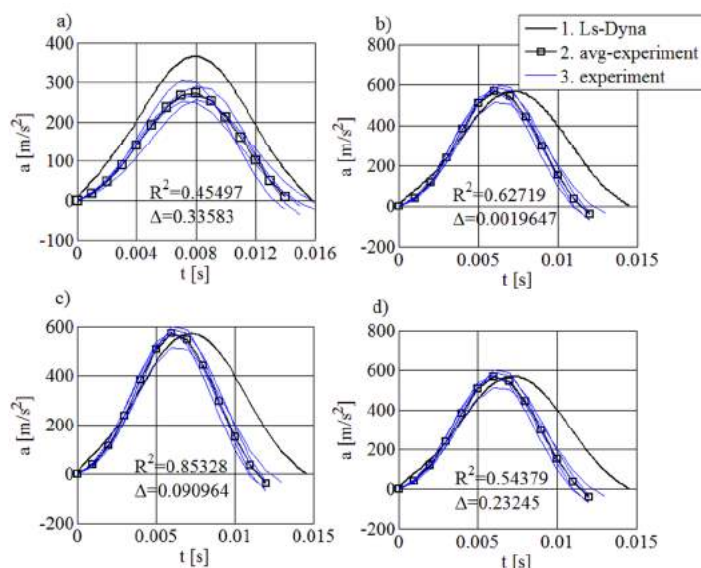 a)
400
300
200
100
0
-100
a [m/s²]
0 0.004 0.008 0.012 0.016
t [s]
R²=0.45497
Δ=0.33583
b)
1. Ls-Dyna
2. avg-experiment
3. experiment
800
600
400
200
0
-200
a [m/s²]
0 0.005 0.01 0.015
t [s]
R²=0.62719
Δ=0.0019647
c)
600
400
200
0
-200
a [m/s²]
0 0.005 0.01 0.015
t [s]
R²=0.85328
Δ=0.090964
d)
800
600
400
200
0
-200
a [m/s²]
0 0.005 0.01 0.015
t [s]
R²=0.54379
Δ=0.23245